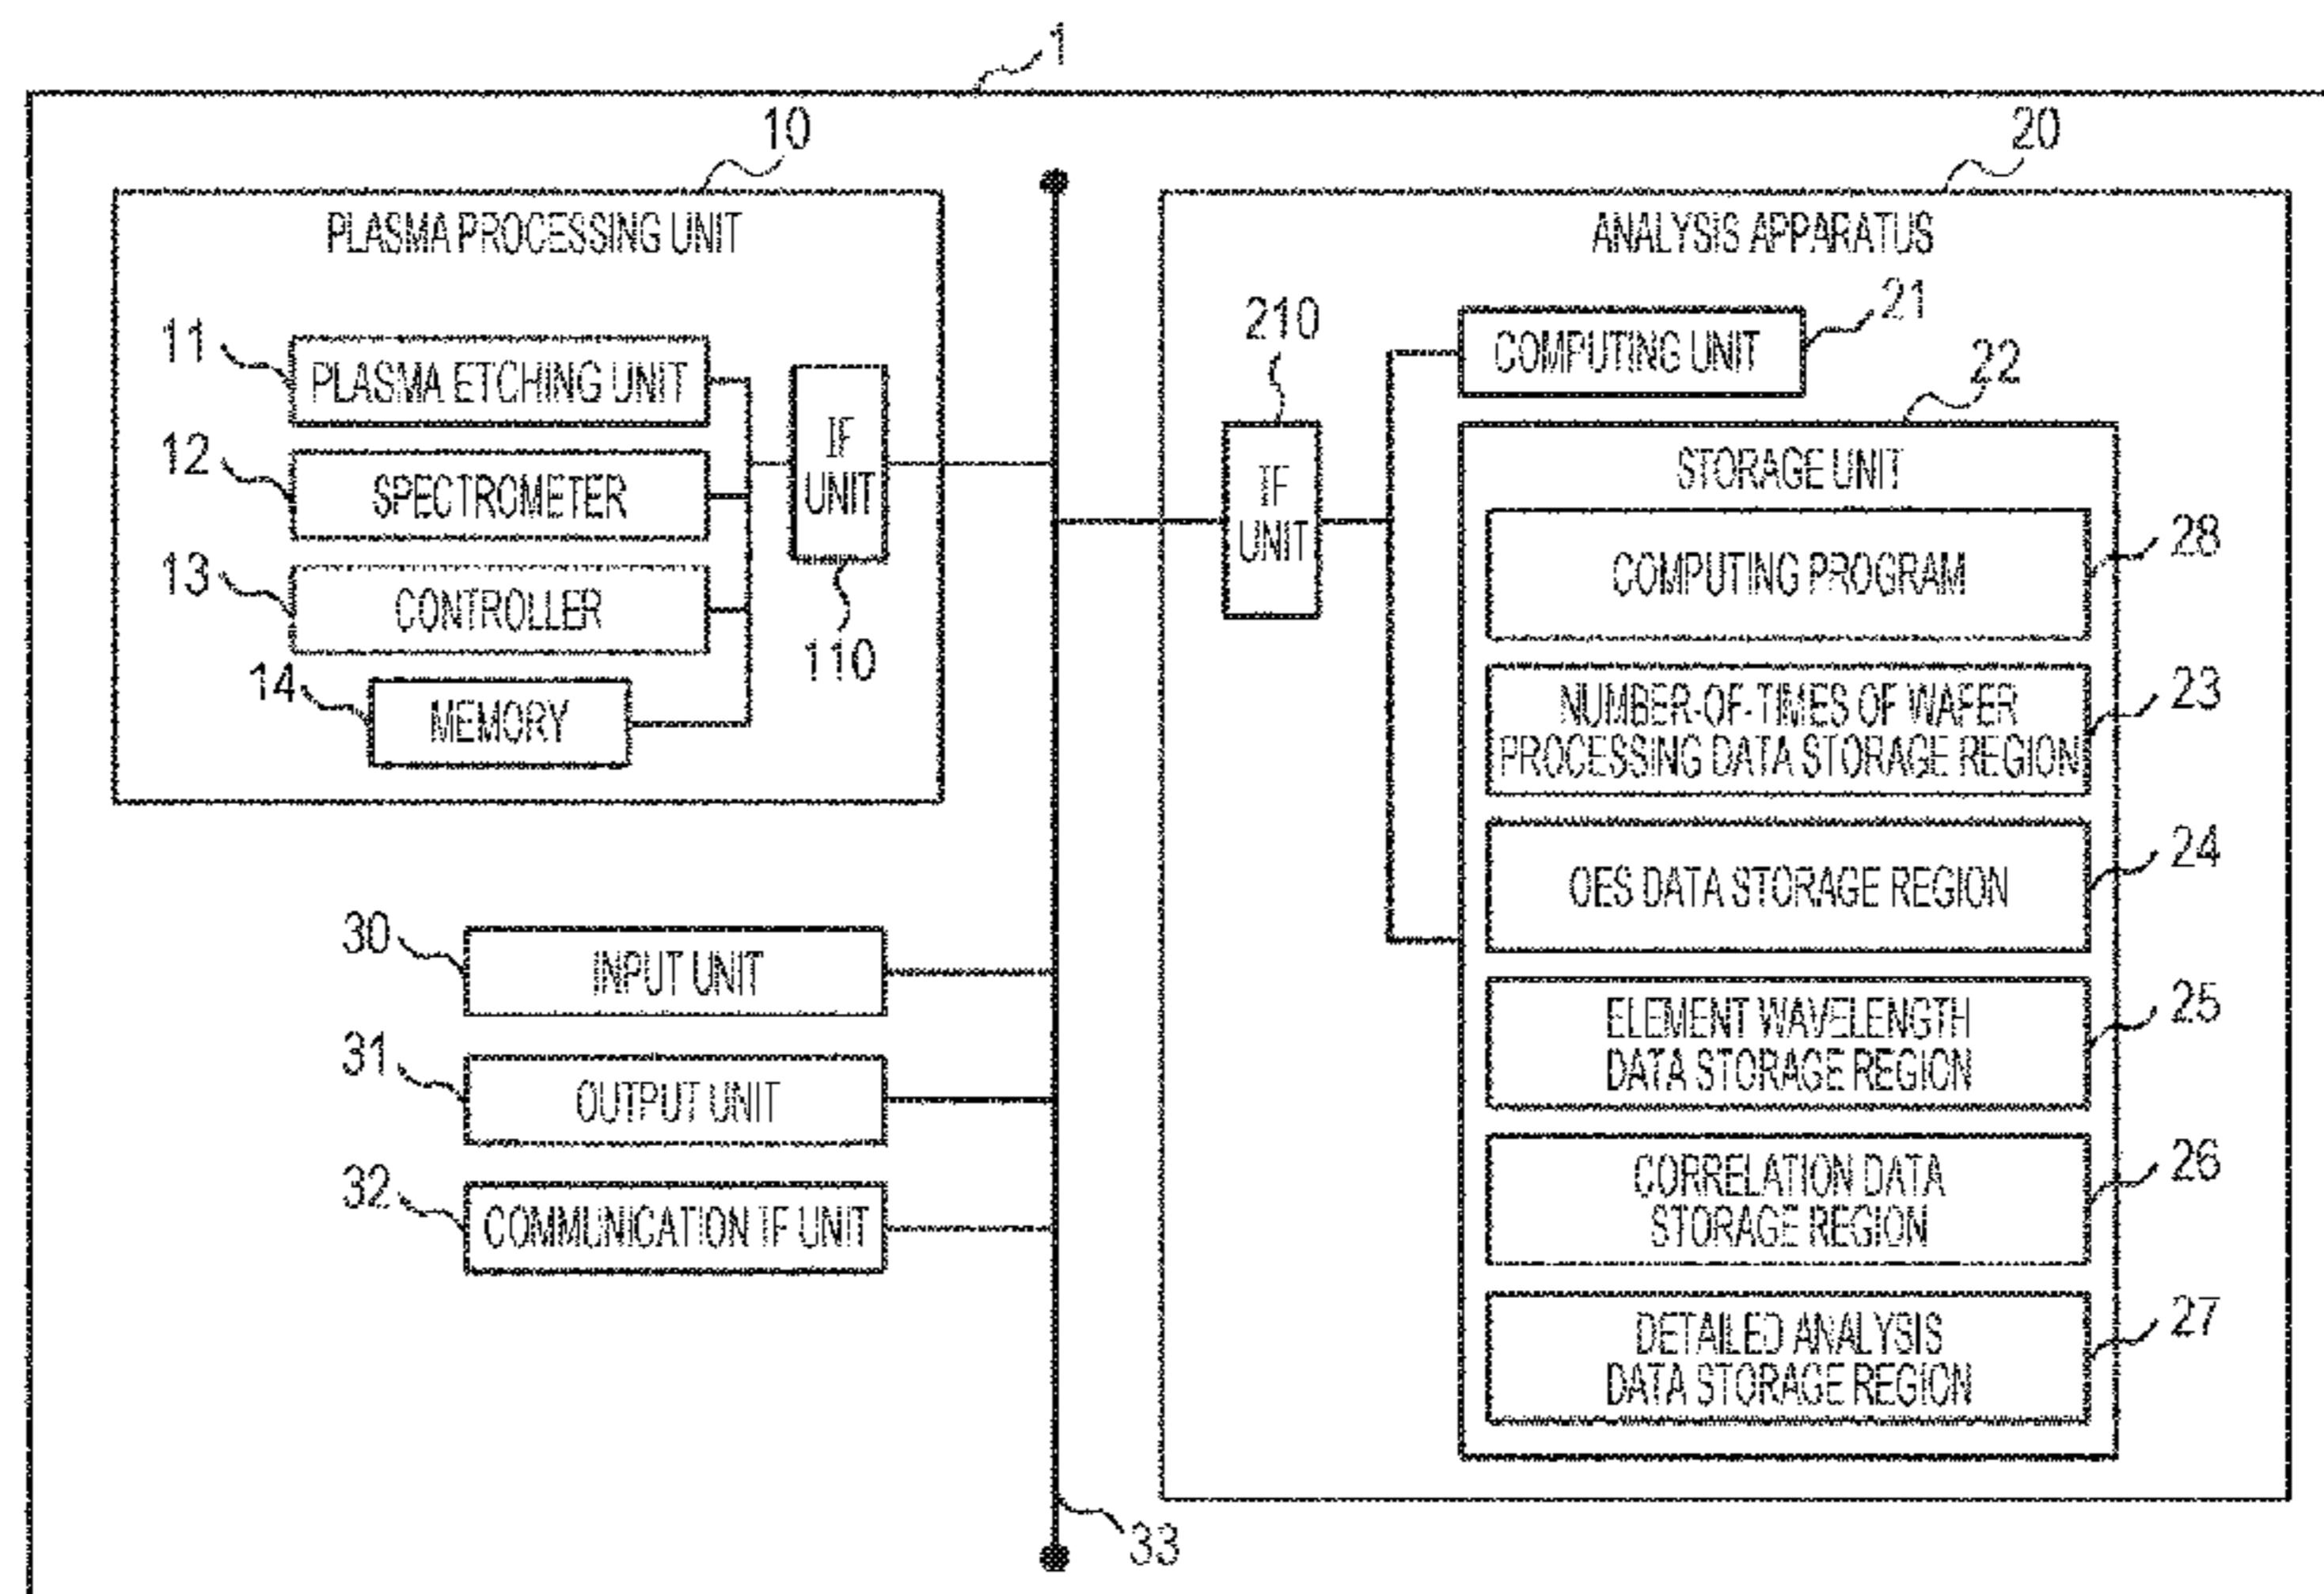 1
10
PLASMA PROCESSING UNIT
11
PLASMA ETCHING UNIT
12
SPECTROMETER
13
CONTROLLER
14
MEMORY
IF
UNIT
110
30
INPUT UNIT
31
OUTPUT UNIT
32
COMMUNICATION IF UNIT
33
20
ANALYSIS APPARATUS
210
IF
UNIT
21
COMPUTING UNIT
22
STORAGE UNIT
COMPUTING PROGRAM
28
NUMBER-OF-TIMES OF WAFER
PROCESSING DATA STORAGE REGION
23
OES DATA STORAGE REGION
24
ELEMENT WAVELENGTH
DATA STORAGE REGION
25
CORRELATION DATA
STORAGE REGION
26
DETAILED ANALYSIS
DATA STORAGE REGION
27